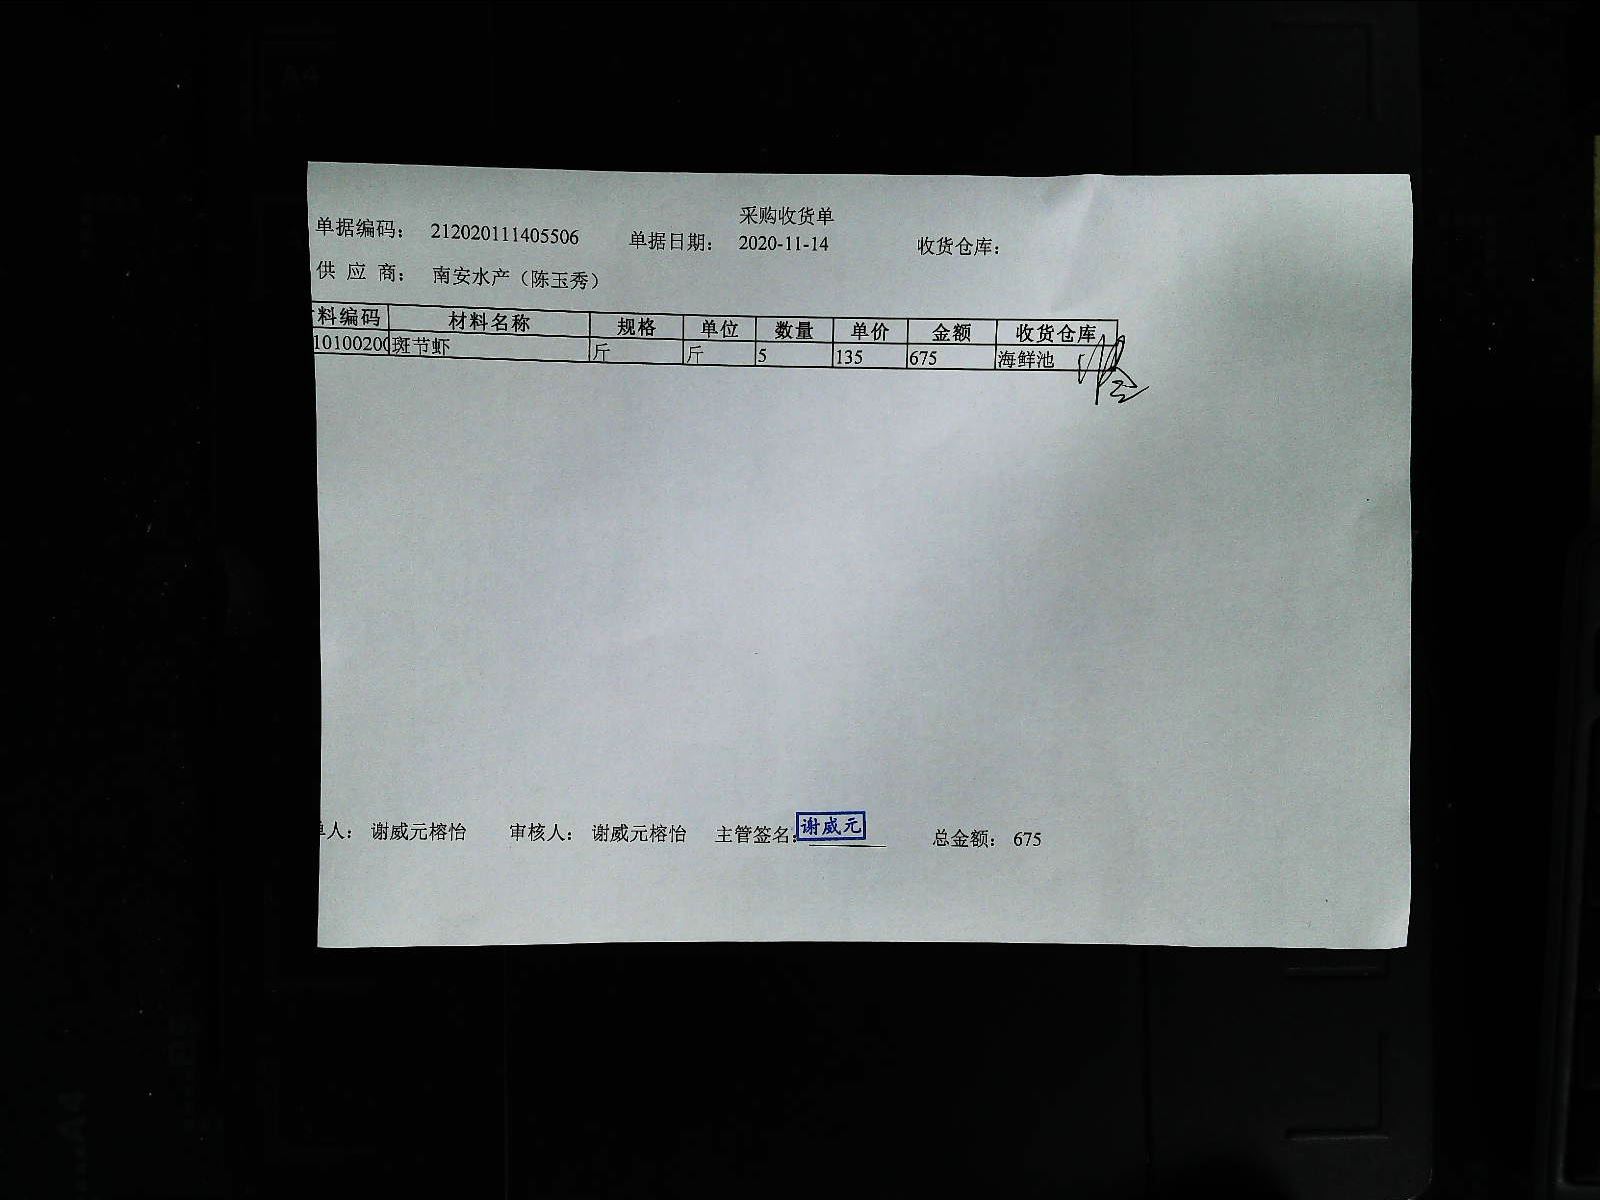 采购收货单
单据编码： 212020111405506 单据日期： 2020-11-14 收货仓库：
供 应 商： 南安水产（陈玉秀）
料编码 材料名称 规格 单位 数量 单价 金额 收货仓库
1010020 斑节虾 斤 斤 5 135 675 海鲜池
单人： 谢威元榕怡 审核人： 谢威元榕怡 主管签名： 谢威元 总金额： 675